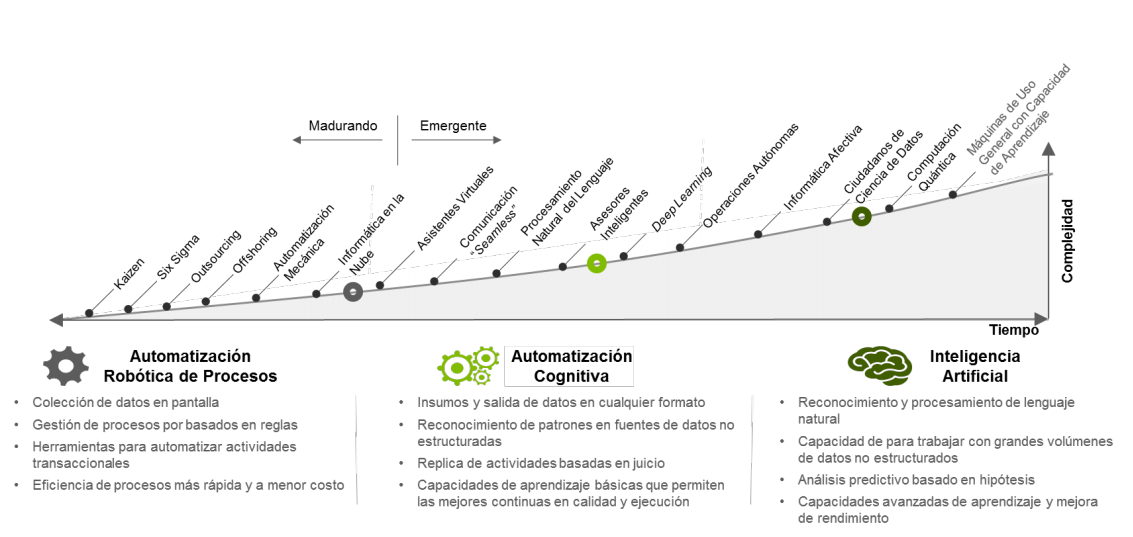 Madurando
Emergente
Kaizen
Six Sigma
Outsourcing
Offshoring
Automatización
Mecánica
Informática en la
Nube
Asistentes Virtuales
Comunicación
“Seamless”
Procesamiento
Natural del Lenguaje
Asesores
Inteligentes
Deep Learning
Operaciones Autónomas
Informática Afectiva
Ciudadanos de
Ciencia de Datos
Computación
Quántica
Máquinas de Uso
General con Capacidad
de Aprendizaje
Complejidad
Tiempo
Automatización
Robótica de Procesos
• Colección de datos en pantalla
• Gestión de procesos por basados en reglas
• Herramientas para automatizar actividades
transaccionales
• Eficiencia de procesos más rápida y a menor costo
Automatización
Cognitiva
• Insumos y salida de datos en cualquier formato
• Reconocimiento de patrones en fuentes de datos no
estructuradas
• Replica de actividades basadas en juicio
• Capacidades de aprendizaje básicas que permiten
las mejores continuas en calidad y ejecución
Inteligencia
Artificial
• Reconocimiento y procesamiento de lenguaje
natural
• Capacidad de para trabajar con grandes volúmenes
de datos no estructurados
• Análisis predictivo basado en hipótesis
• Capacidades avanzadas de aprendizaje y mejora
de rendimiento